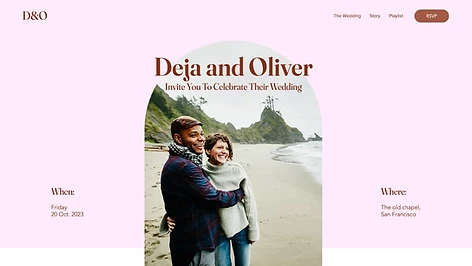 D&O
The Wedding Story Playlist RSVP
Deja and Oliver
Invite You To Celebrate Their Wedding
When:
Friday
20 Oct. 2023
Where:
The old chapel,
San Francisco